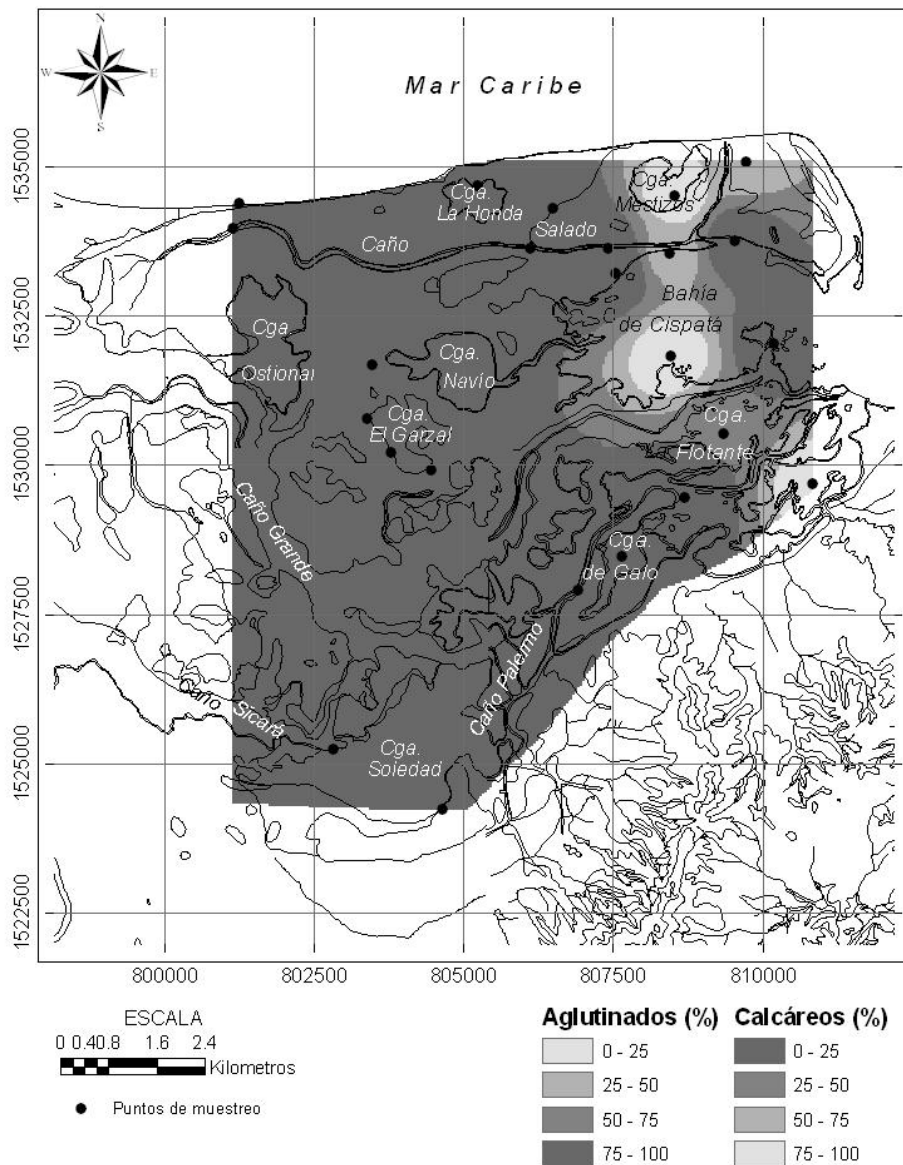 N
W E
S
Mar Caribe
1535000
1532500
1530000
1527500
1525000
1522500
Cga.
La Honda
Cga.
Mestizos
Salado
Caño
Bahía
de Cispatá
Cga.
Ostional
Cga.
Navío
Cga.
El Garzal
Cga.
Flotante
Caño Grande
Cga.
de Galo
Caño Palermo
Caño Sicará
Cga.
Soledad
800000 802500 805000 807500 810000
ESCALA
0 0.40.8 1.6 2.4
Kilometros
Puntos de muestreo
Aglutinados (%) Calcáreos (%)
0 - 25 0 - 25
25 - 50 25 - 50
50 - 75 50 - 75
75 - 100 75 - 100